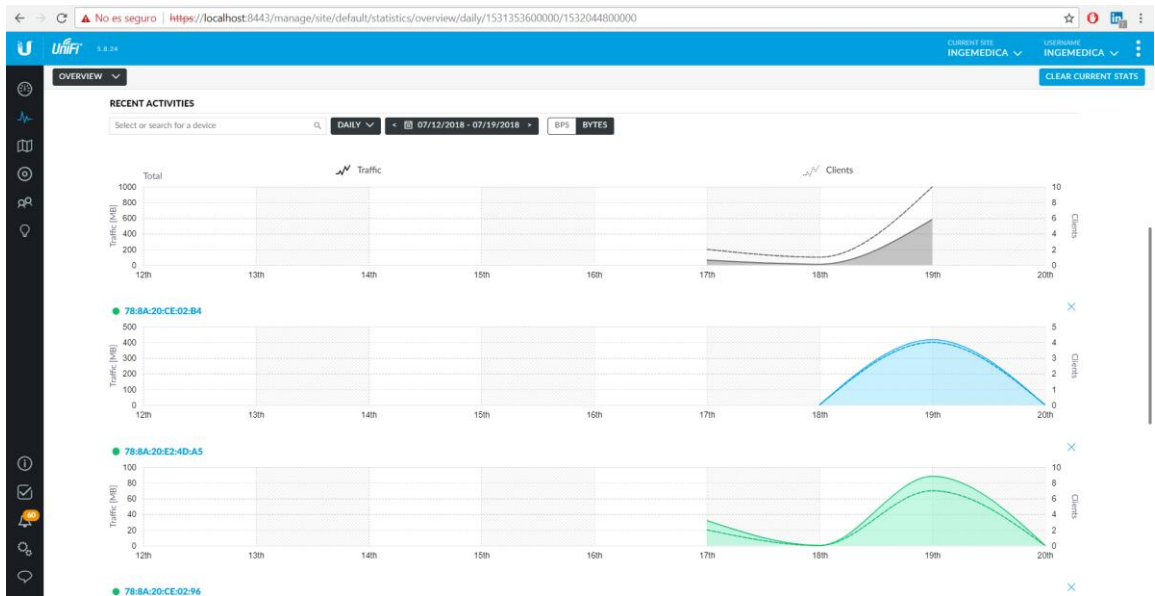 No es seguro | https://localhost:8443/manage/site/default/statistics/overview/daily/1531353600000/1532044800000
UniFi 5.8.24
CURRENT SITE
INGEMEDICA
USERNAME
INGEMEDICA
OVERVIEW
CLEAR CURRENT STATS
RECENT ACTIVITIES
Select or search for a device
DAILY
< 07/12/2018 - 07/19/2018 >
BPS BYTES
Total
Traffic
Clients
1000
800
600
400
200
0
Traffic [MB]
10
8
6
4
2
0
Clients
12th 13th 14th 15th 16th 17th 18th 19th 20th
78:8A:20:CE:02:B4
500
400
300
200
100
0
Traffic [MB]
5
4
3
2
1
0
Clients
12th 13th 14th 15th 16th 17th 18th 19th 20th
78:8A:20:E2:4D:A5
100
80
60
40
20
0
Traffic [MB]
10
8
6
4
2
0
Clients
12th 13th 14th 15th 16th 17th 18th 19th 20th
60
78:8A:20:CE:02:96